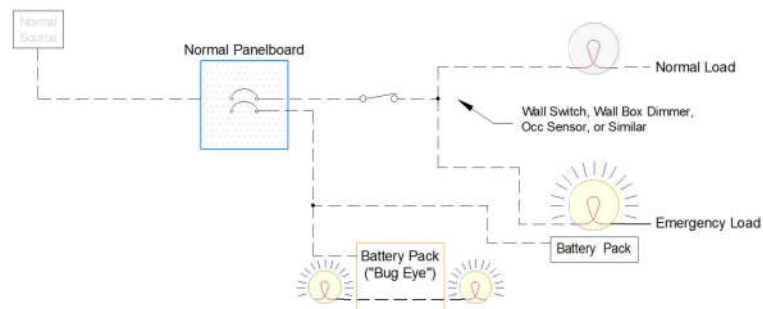 Normal
Source
Normal Panelboard
Normal Load
Wall Switch, Wall Box Dimmer,
Occ Sensor, or Similar
Emergency Load
Battery Pack
Battery Pack
("Bug Eye")